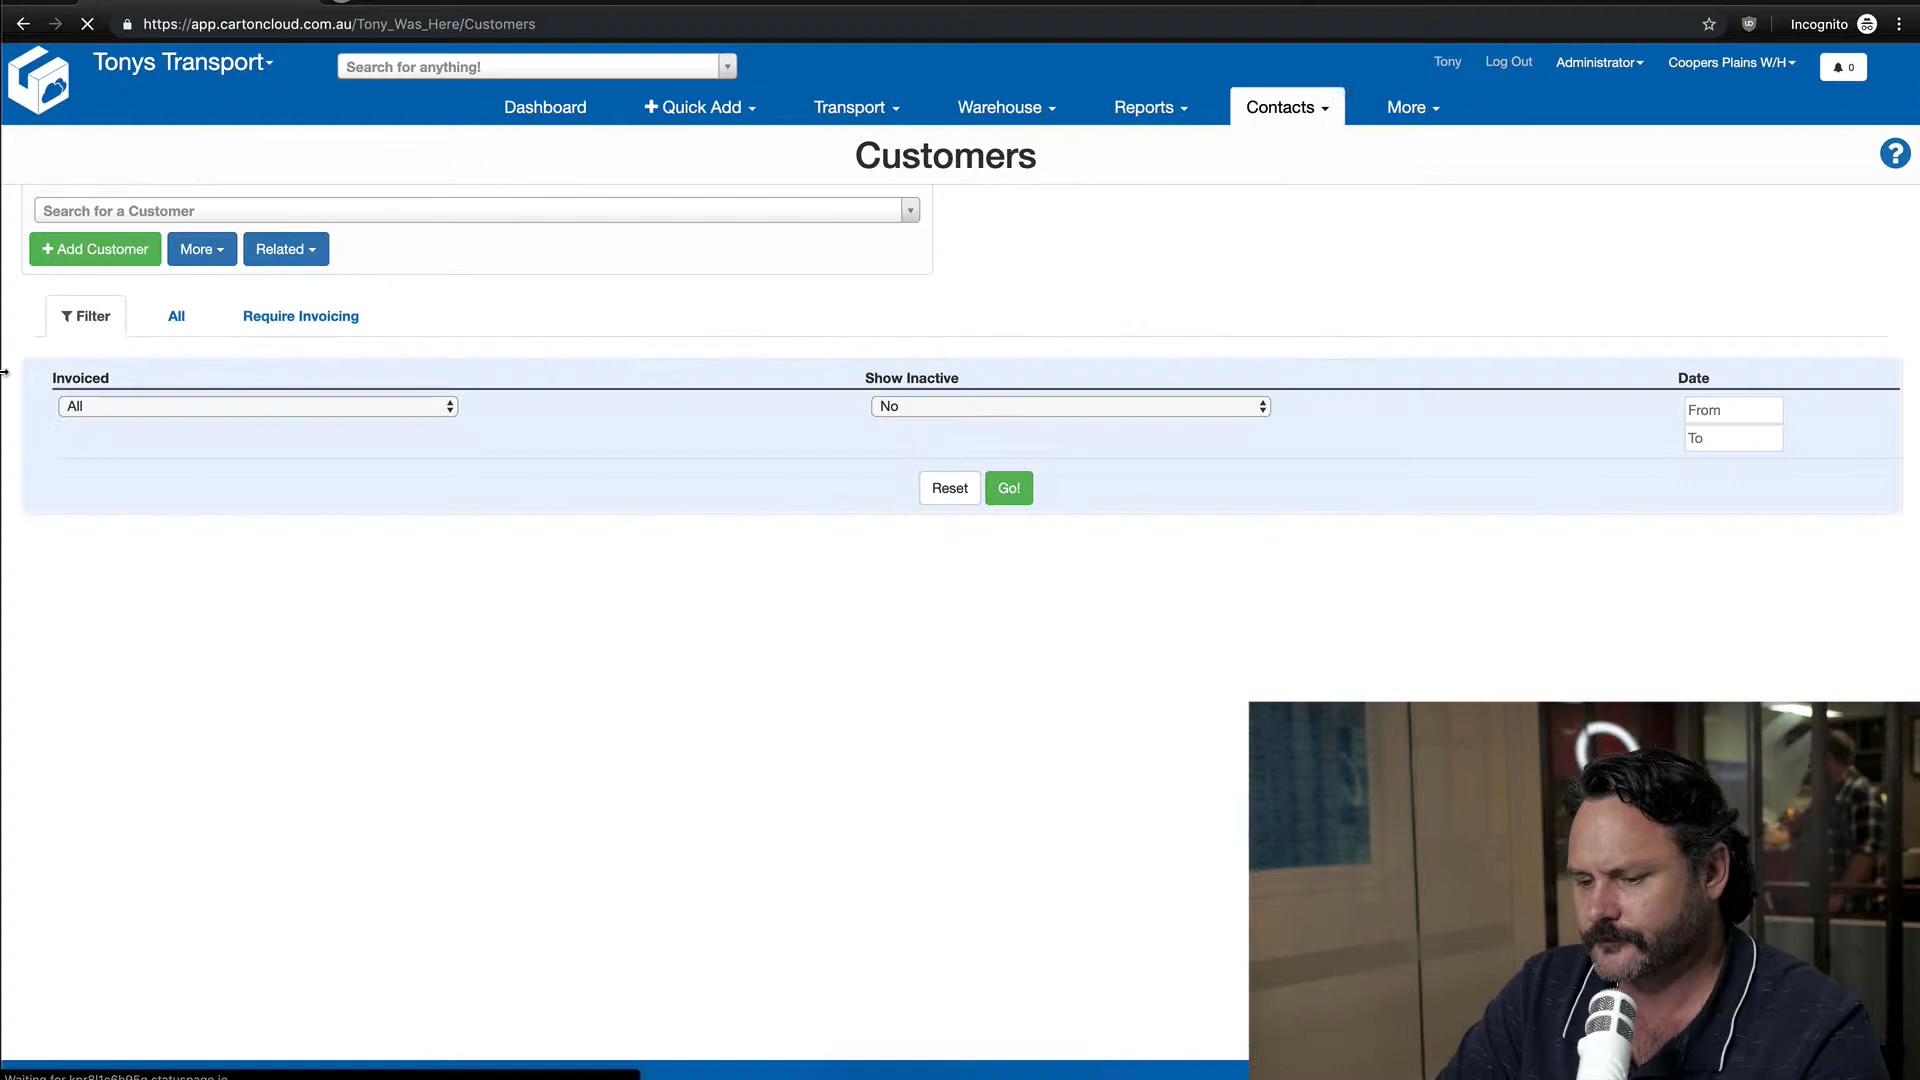 https://app.cartoncloud.com.au/Tony_Was_Here/Customers
Incognito
Tonys Transport
Search for anything!
Tony
Log Out
Administrator
Coopers Plains W/H
0
Dashboard
+ Quick Add
Transport
Warehouse
Reports
Contacts
More
Customers
?
Search for a Customer
+ Add Customer
More
Related
Filter
All
Require Invoicing
Invoiced
Show Inactive
Date
All
No
From
To
Reset
Go!
Waiting for